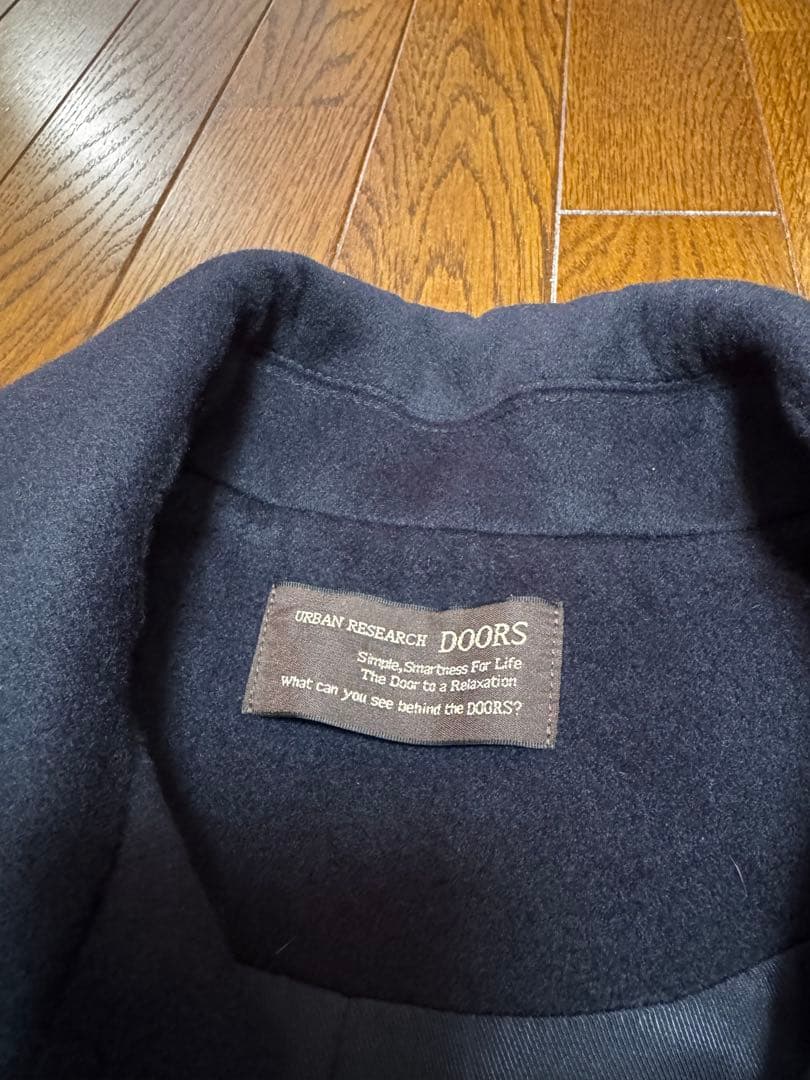 URBAN RESEARCH DOORS
Simple,Smartness For Life
The Door to a Relaxation
What can you see behind the DOORS?